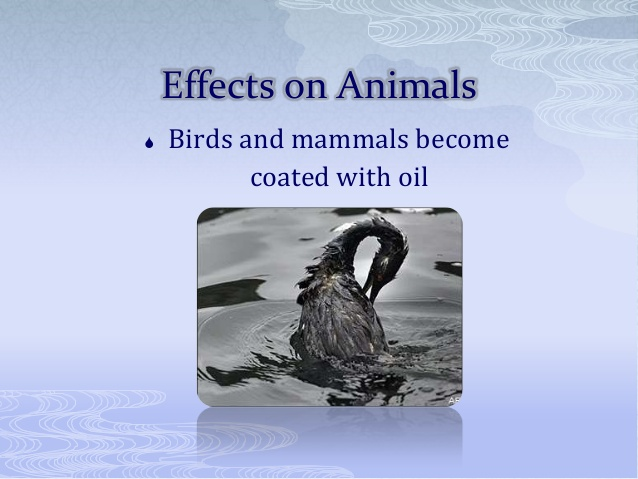 Effects on Animals
Birds and mammals become
coated with oil